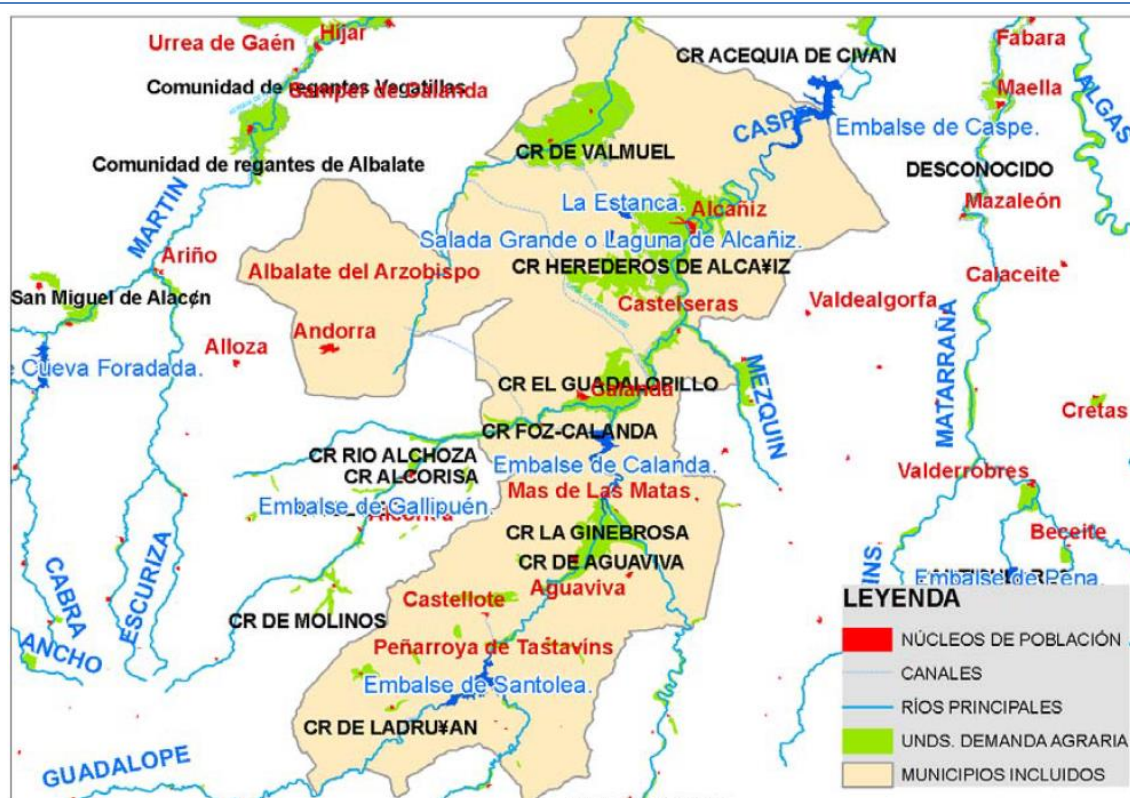 Urrea de Gaén
Híjar
CR ACEQUIA DE CIVAN
Fabara
Comunidad de regantes Vegatillas
Samper de Calanda
Maella
ALGAS
CASPE
Embalse de Caspe.
Comunidad de regantes de Albalate
CR DE VALMUEL
DESCONOCIDO
MARTIN
La Estanca.
Alcañiz
Mazaleón
Salada Grande o Laguna de Alcañiz.
Ariño
Albalate del Arzobispo
CR HEREDEROS DE ALCA¥IZ
Calaceite
San Miguel de Alacón
Castelseras
Valdealgorfa
Andorra
Alloza
Cueva Foradada.
MEZQUIN
MATARRAÑA
CR EL GUADALOPILLO
Calanda
Cretas
CR FOZ-CALANDA
CR RIO ALCHOZA
Embalse de Calanda.
CR ALCORISA
Valderrobres
Mas de Las Matas
Embalse de Gallipuén.
CR LA GINEBROSA
Beceite
CABRA
ESCURIZA
CR DE AGUAVIVA
Embalse de Pena.
Aguaviva
Castellote
CR DE MOLINOS
ANCHO
Peñarroya de Tastavins
Embalse de Santolea.
CR DE LADRU¥AN
GUADALOPE
LEYENDA
NÚCLEOS DE POBLACIÓN
CANALES
RÍOS PRINCIPALES
UNDS. DEMANDA AGRARIA
MUNICIPIOS INCLUIDOS